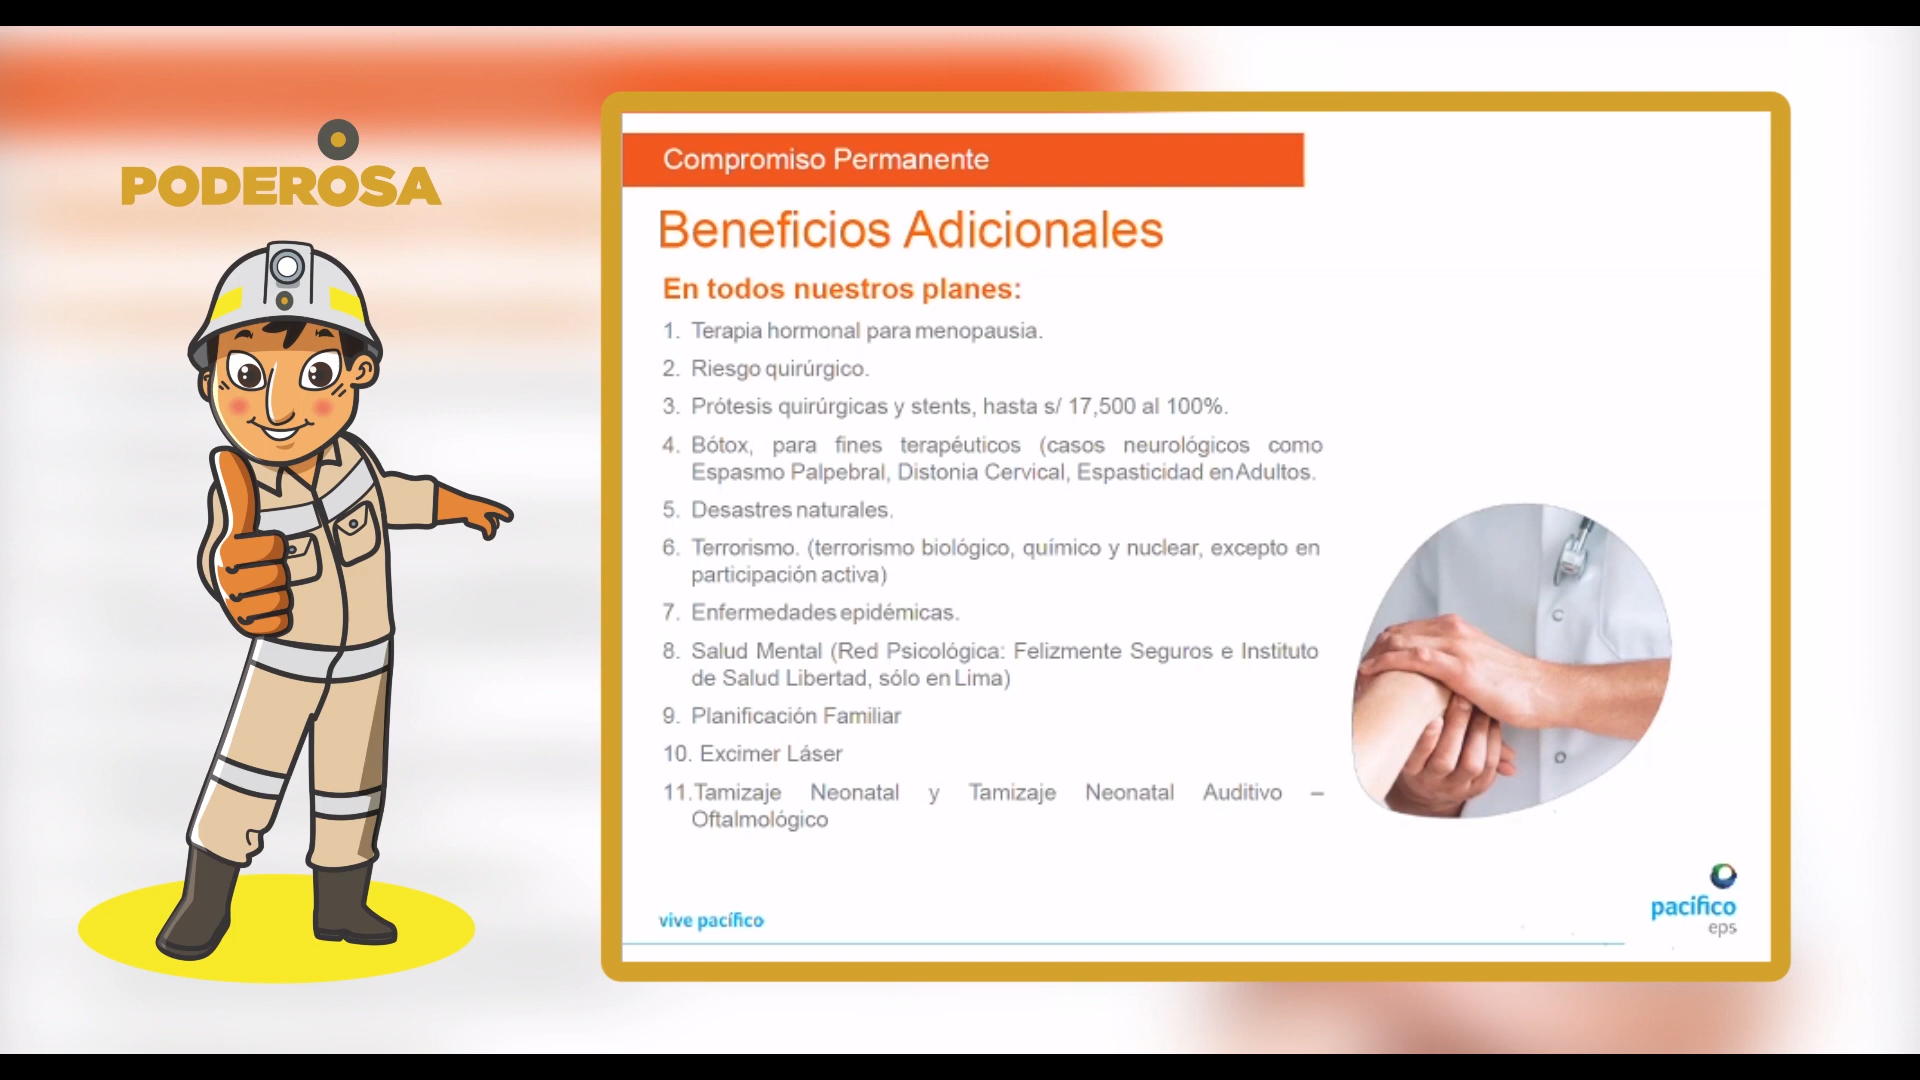 PODEROSA
Compromiso Permanente
Beneficios Adicionales
En todos nuestros planes:
1. Terapia hormonal para menopausia.
2. Riesgo quirúrgico.
3. Prótesis quirúrgicas y stents, hasta s/ 17,500 al 100%.
4. Bótox, para fines terapéuticos (casos neurológicos como
Espasmo Palpebral, Distonia Cervical, Espasticidad en Adultos.
5. Desastres naturales.
6. Terrorismo. (terrorismo biológico, químico y nuclear, excepto en
participación activa)
7. Enfermedades epidémicas.
8. Salud Mental (Red Psicológica: Felizmente Seguros e Instituto
de Salud Libertad, sólo en Lima)
9. Planificación Familiar
10. Excimer Láser
11.Tamizaje Neonatal y Tamizaje Neonatal Auditivo –
Oftalmológico
vive pacífico
pacífico
eps